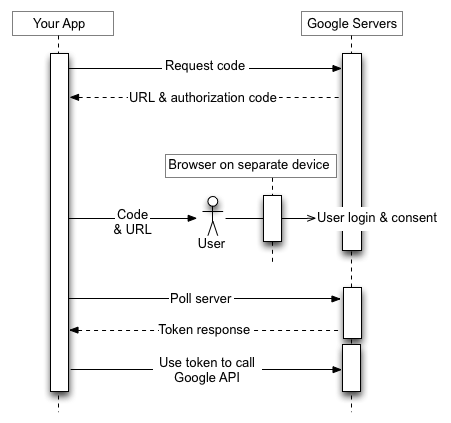 Your App
Google Servers
Request code
URL & authorization code
Browser on separate device
Code
& URL
User
User login & consent
Poll server
Token response
Use token to call
Google API